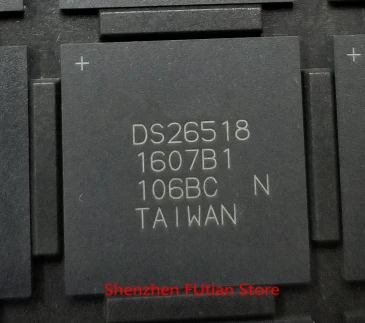 +
+
DS26518
1607B1
106BC N
TAIWAN
Shenzhen FUtian Store